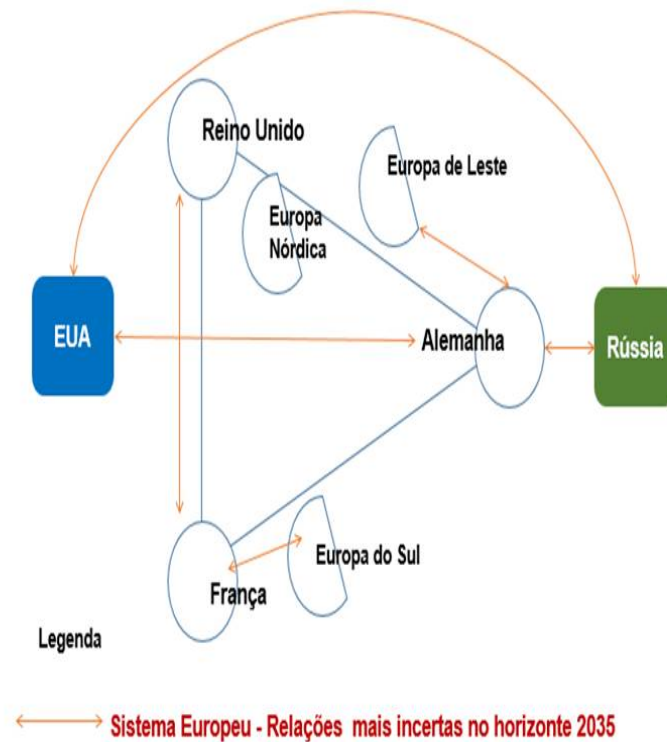 Reino Unido
Europa de Leste
Europa
Nórdica
EUA
Alemanha
Rússia
Europa do Sul
França
Legenda
Sistema Europeu - Relações mais incertas no horizonte 2035